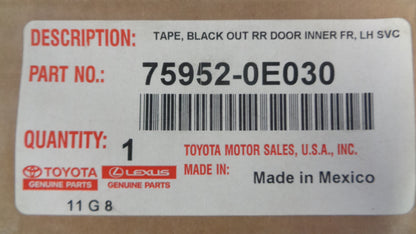 DESCRIPTION: TAPE, BLACK OUT RR DOOR INNER FR, LH SVC
PART NO.: 75952-0E030
QUANTITY: 1
TOYOTA MOTOR SALES, U.S.A., INC.
MADE IN: Made in Mexico
TOYOTA LEXUS
GENUINE PARTS GENUINE PARTS
11 G 8